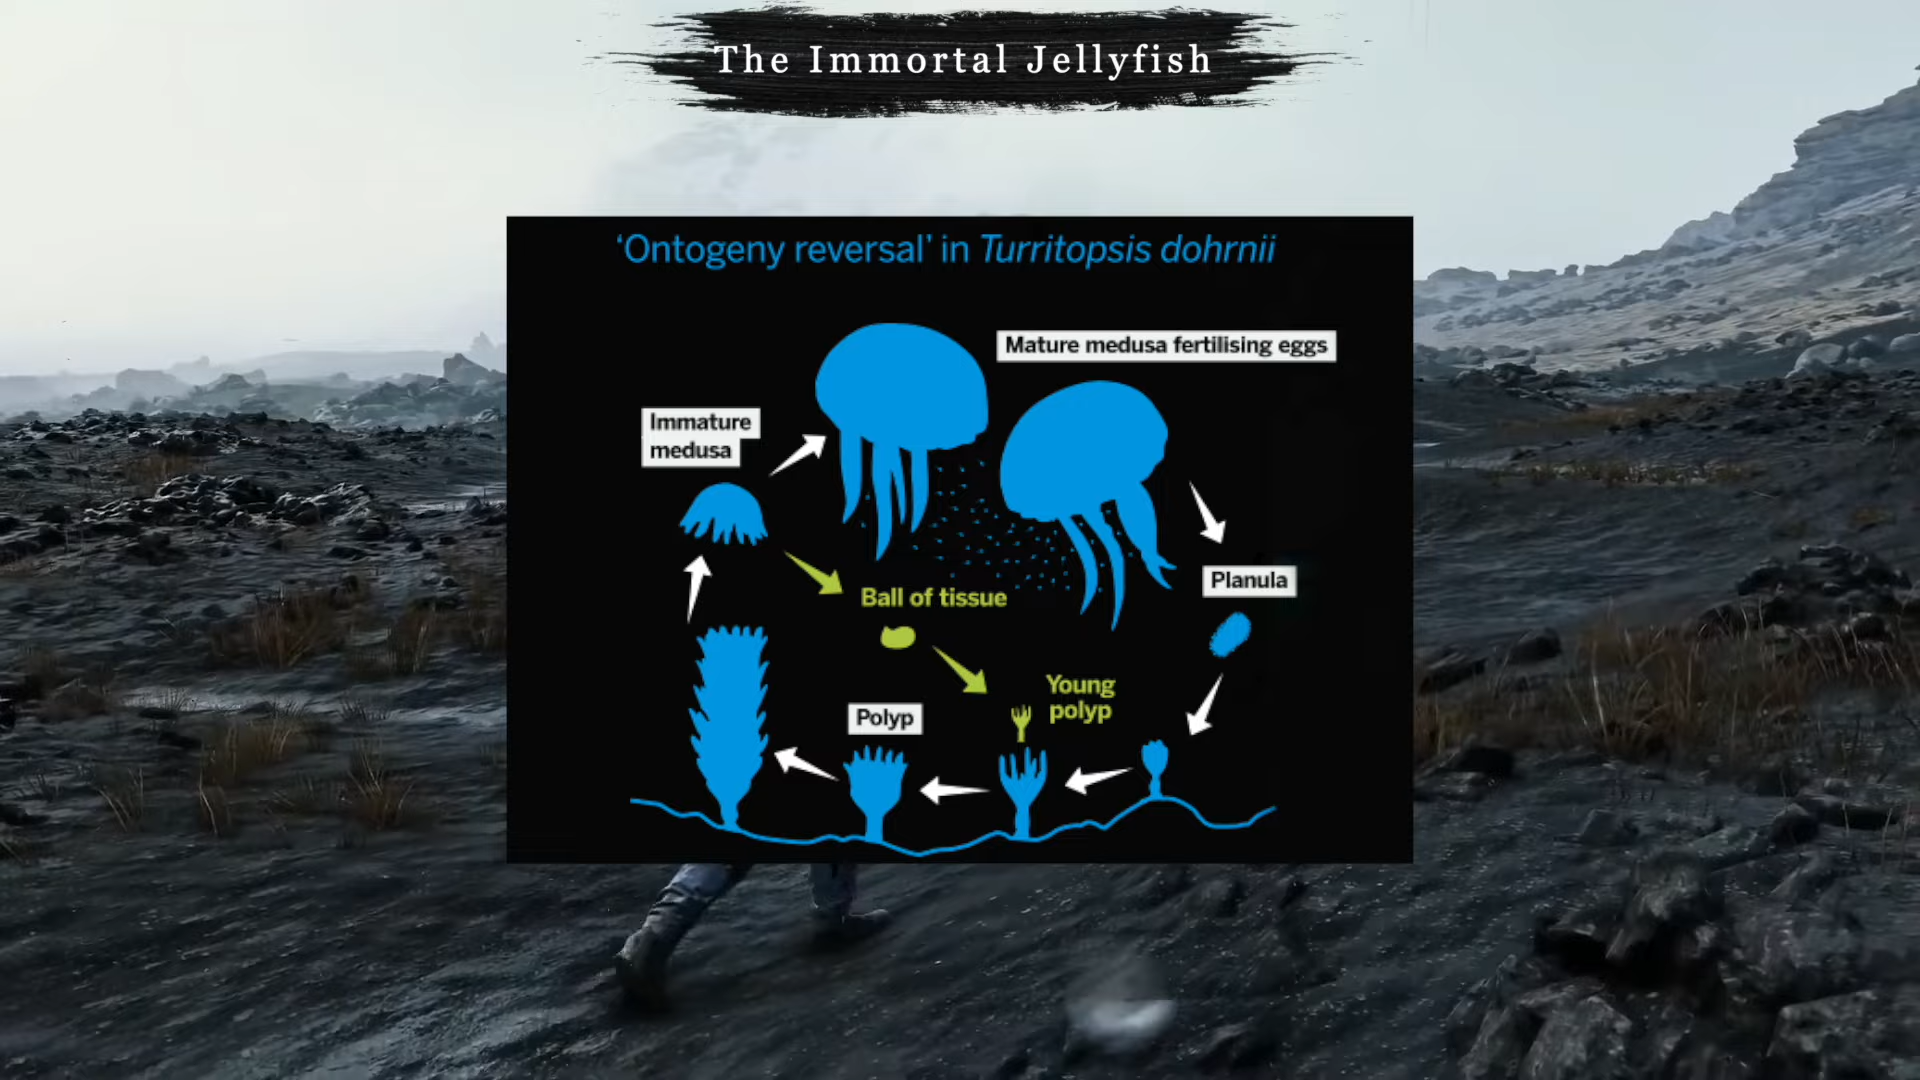 The Immortal Jellyfish
‘Ontogeny reversal’ in Turritopsis dohrnii
Mature medusa fertilising eggs
Immature
medusa
Planula
Ball of tissue
Young
polyp
Polyp